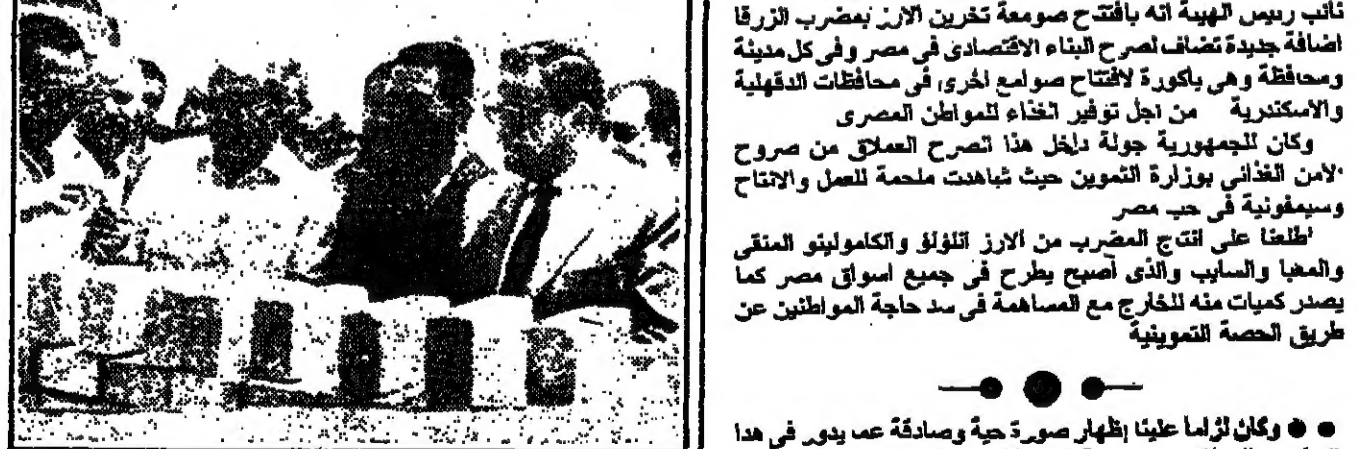 نائب رئيس الهيئة انه بافتتاح صومعة تخزين الارز بمضرب الزرقا
اضافة جديدة تضاف لصرح البناء الاقتصادى فى مصر وفى كل مدينة
ومحافظة وهى باكورة لافتتاح صوامع اخرى فى محافظات الدقهلية
والاسكندرية من اجل توفير الغذاء للمواطن المصرى
وكان للجمهورية جولة داخل هذا الصرح العملاق من صروح
الامن الغذائى بوزارة التموين حيث شاهدت ملحمة للعمل والانتاج
وسيمفونية فى حب مصر
اطلعنا على انتاج المضرب من الارز اللؤلؤ والكامولينو المنقى
والمعبا والسايب والذى أصبح يطرح فى جميع اسواق مصر كما
يصدر كميات منه للخارج مع المساهمة فى سد حاجة المواطنين عن
طريق الحصة التموينية
● ● وكان لزاما علينا إظهار صورة حية وصادقة عما يدور فى هذا